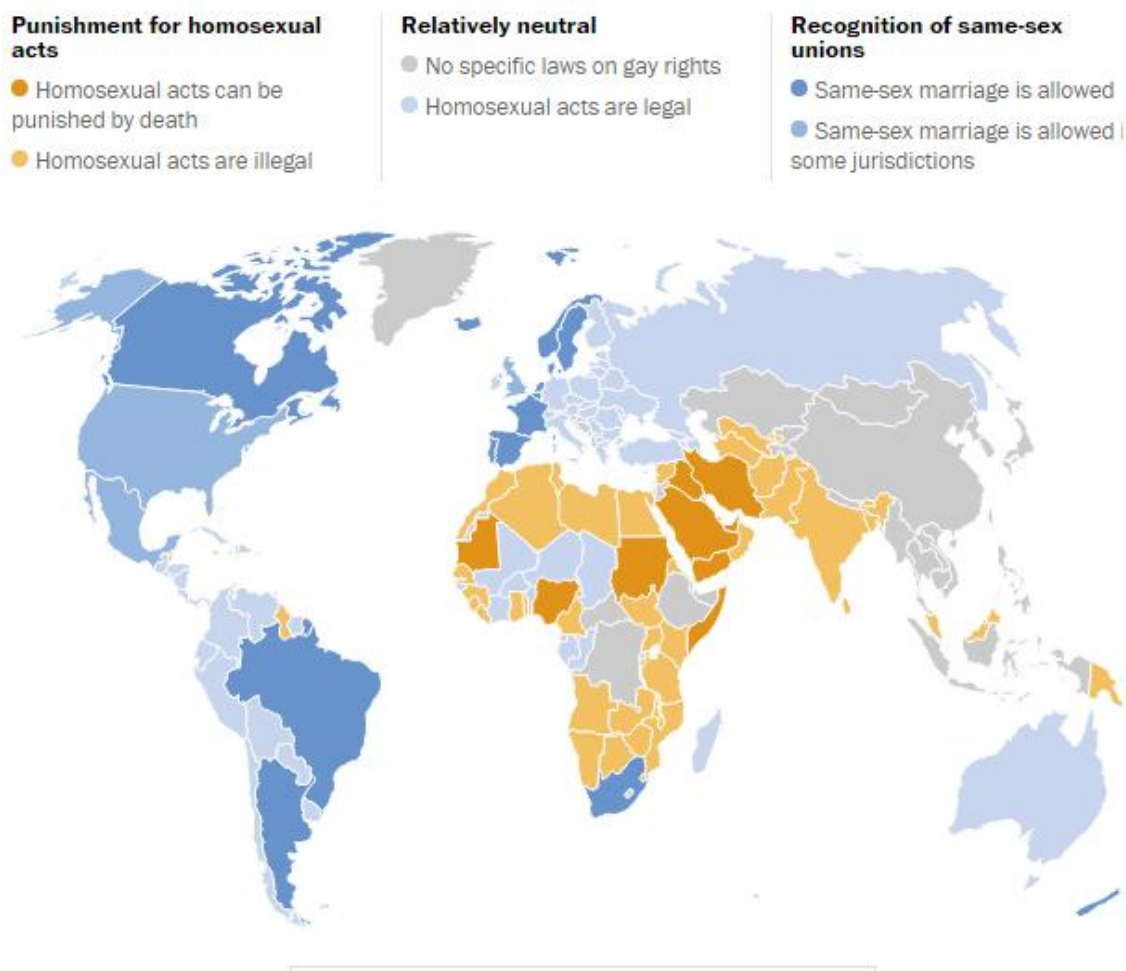 Punishment for homosexual
acts
Homosexual acts can be
punished by death
Homosexual acts are illegal
Relatively neutral
No specific laws on gay rights
Homosexual acts are legal
Recognition of same-sex
unions
Same-sex marriage is allowed
Same-sex marriage is allowed
some jurisdictions